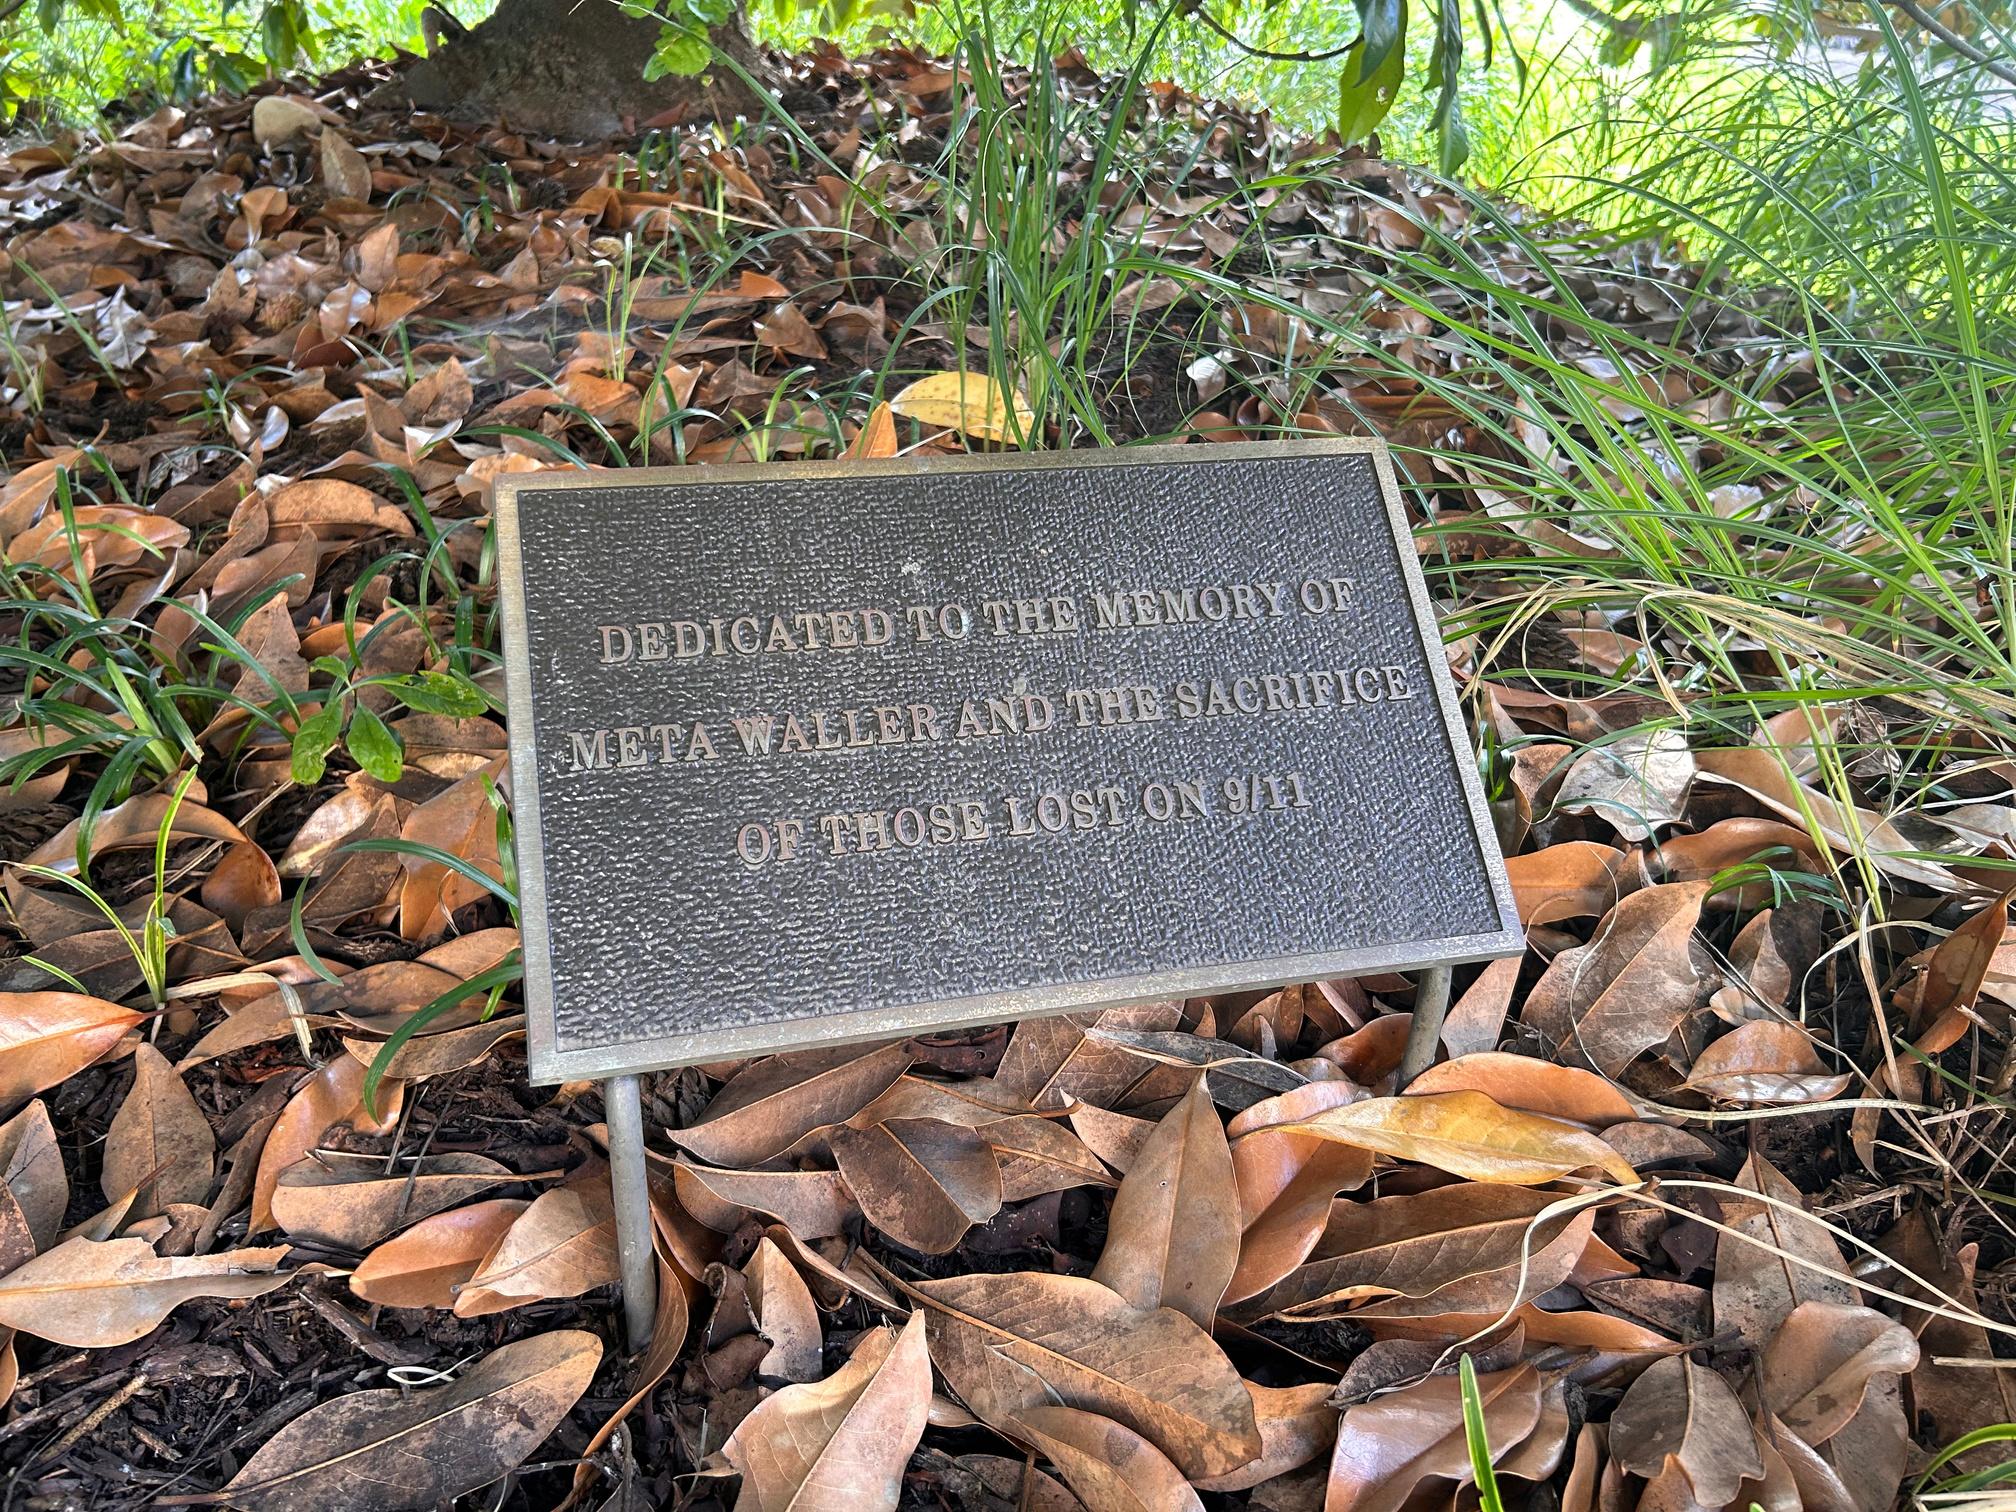 DEDICATED TO THE MEMORY OF
META WALLER AND THE SACRIFICE
OF THOSE LOST ON 9/11